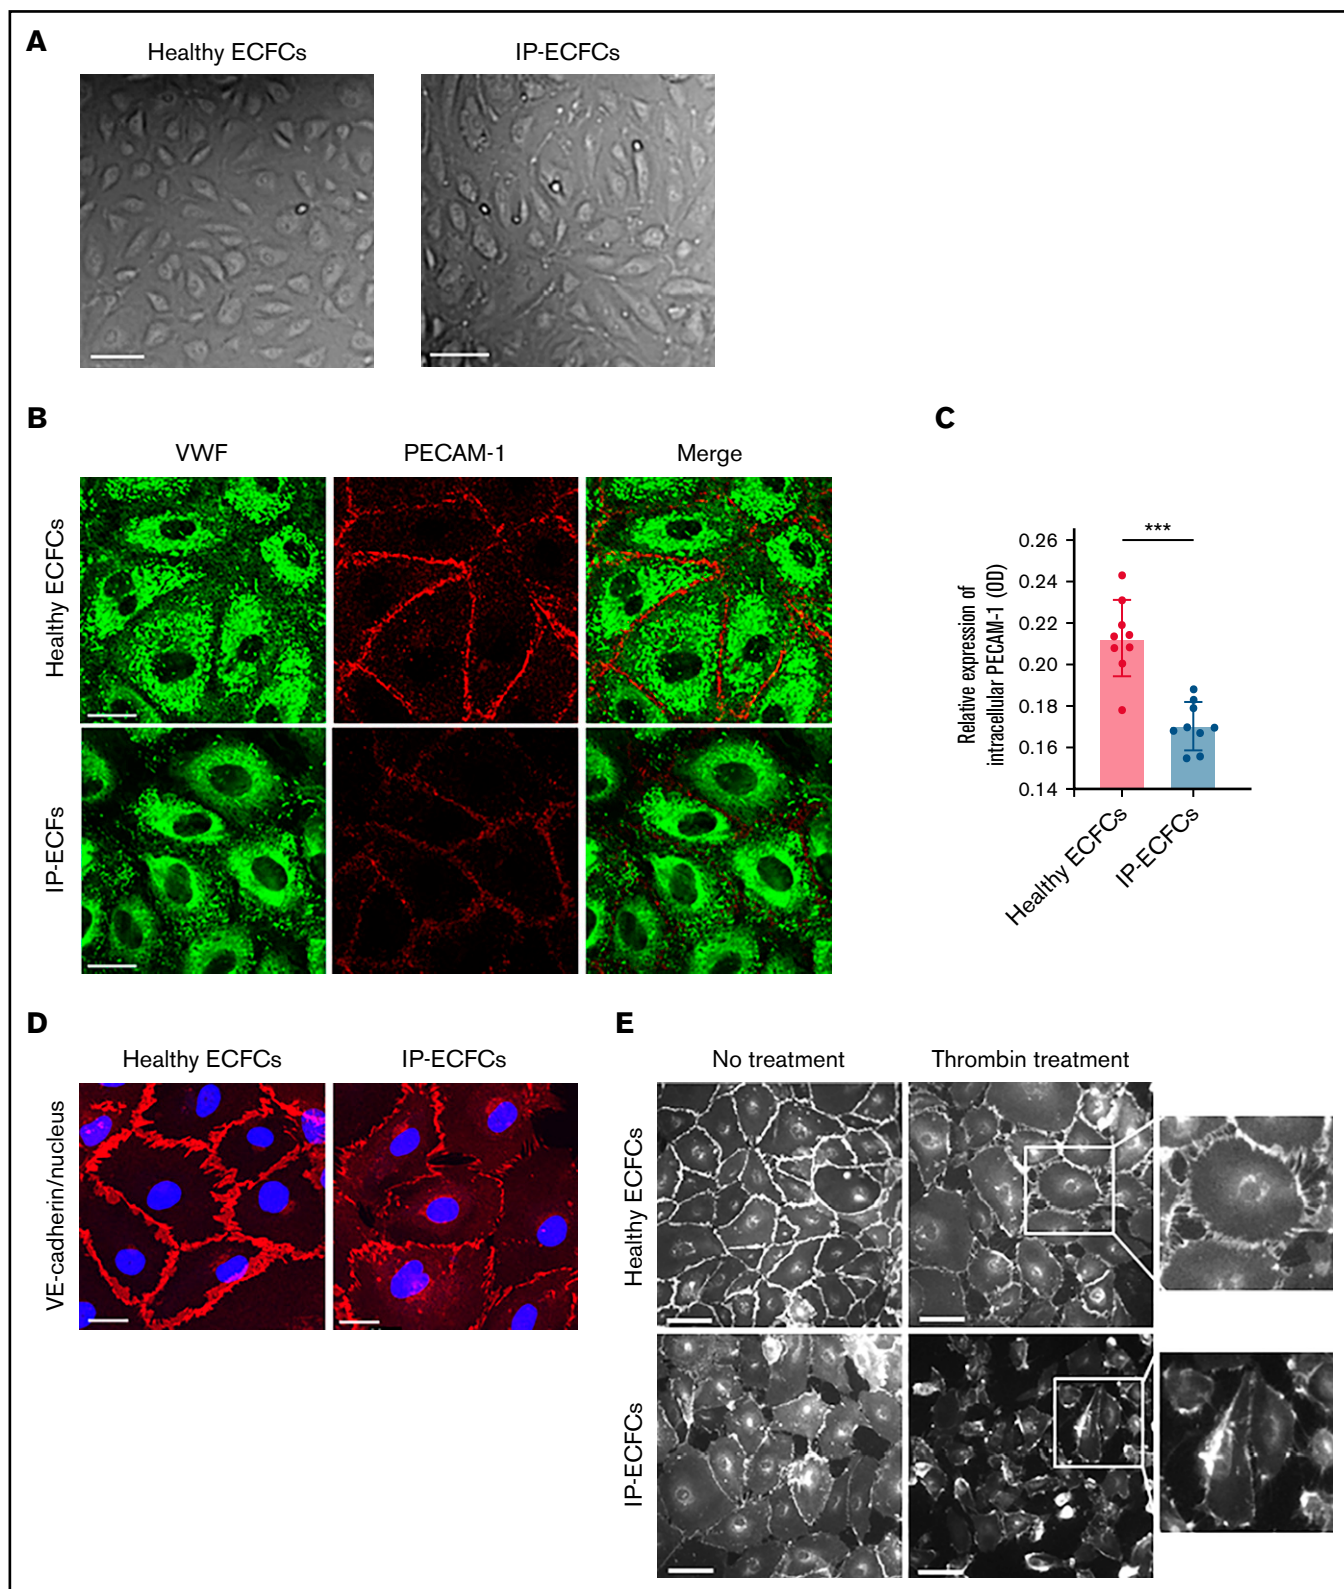 A
Healthy ECFCs
IP-ECFCs
B
VWF
PECAM-1
Merge
Healthy ECFCs
IP-ECFs
C
Relative expression of
intracellular PECAM-1 (OD)
***
0.26
0.24
0.22
0.20
0.18
0.16
0.14
Healthy ECFCs
IP-ECFCs
D
Healthy ECFCs
IP-ECFCs
VE-cadherin/nucleus
E
No treatment
Thrombin treatment
Healthy ECFCs
IP-ECFCs